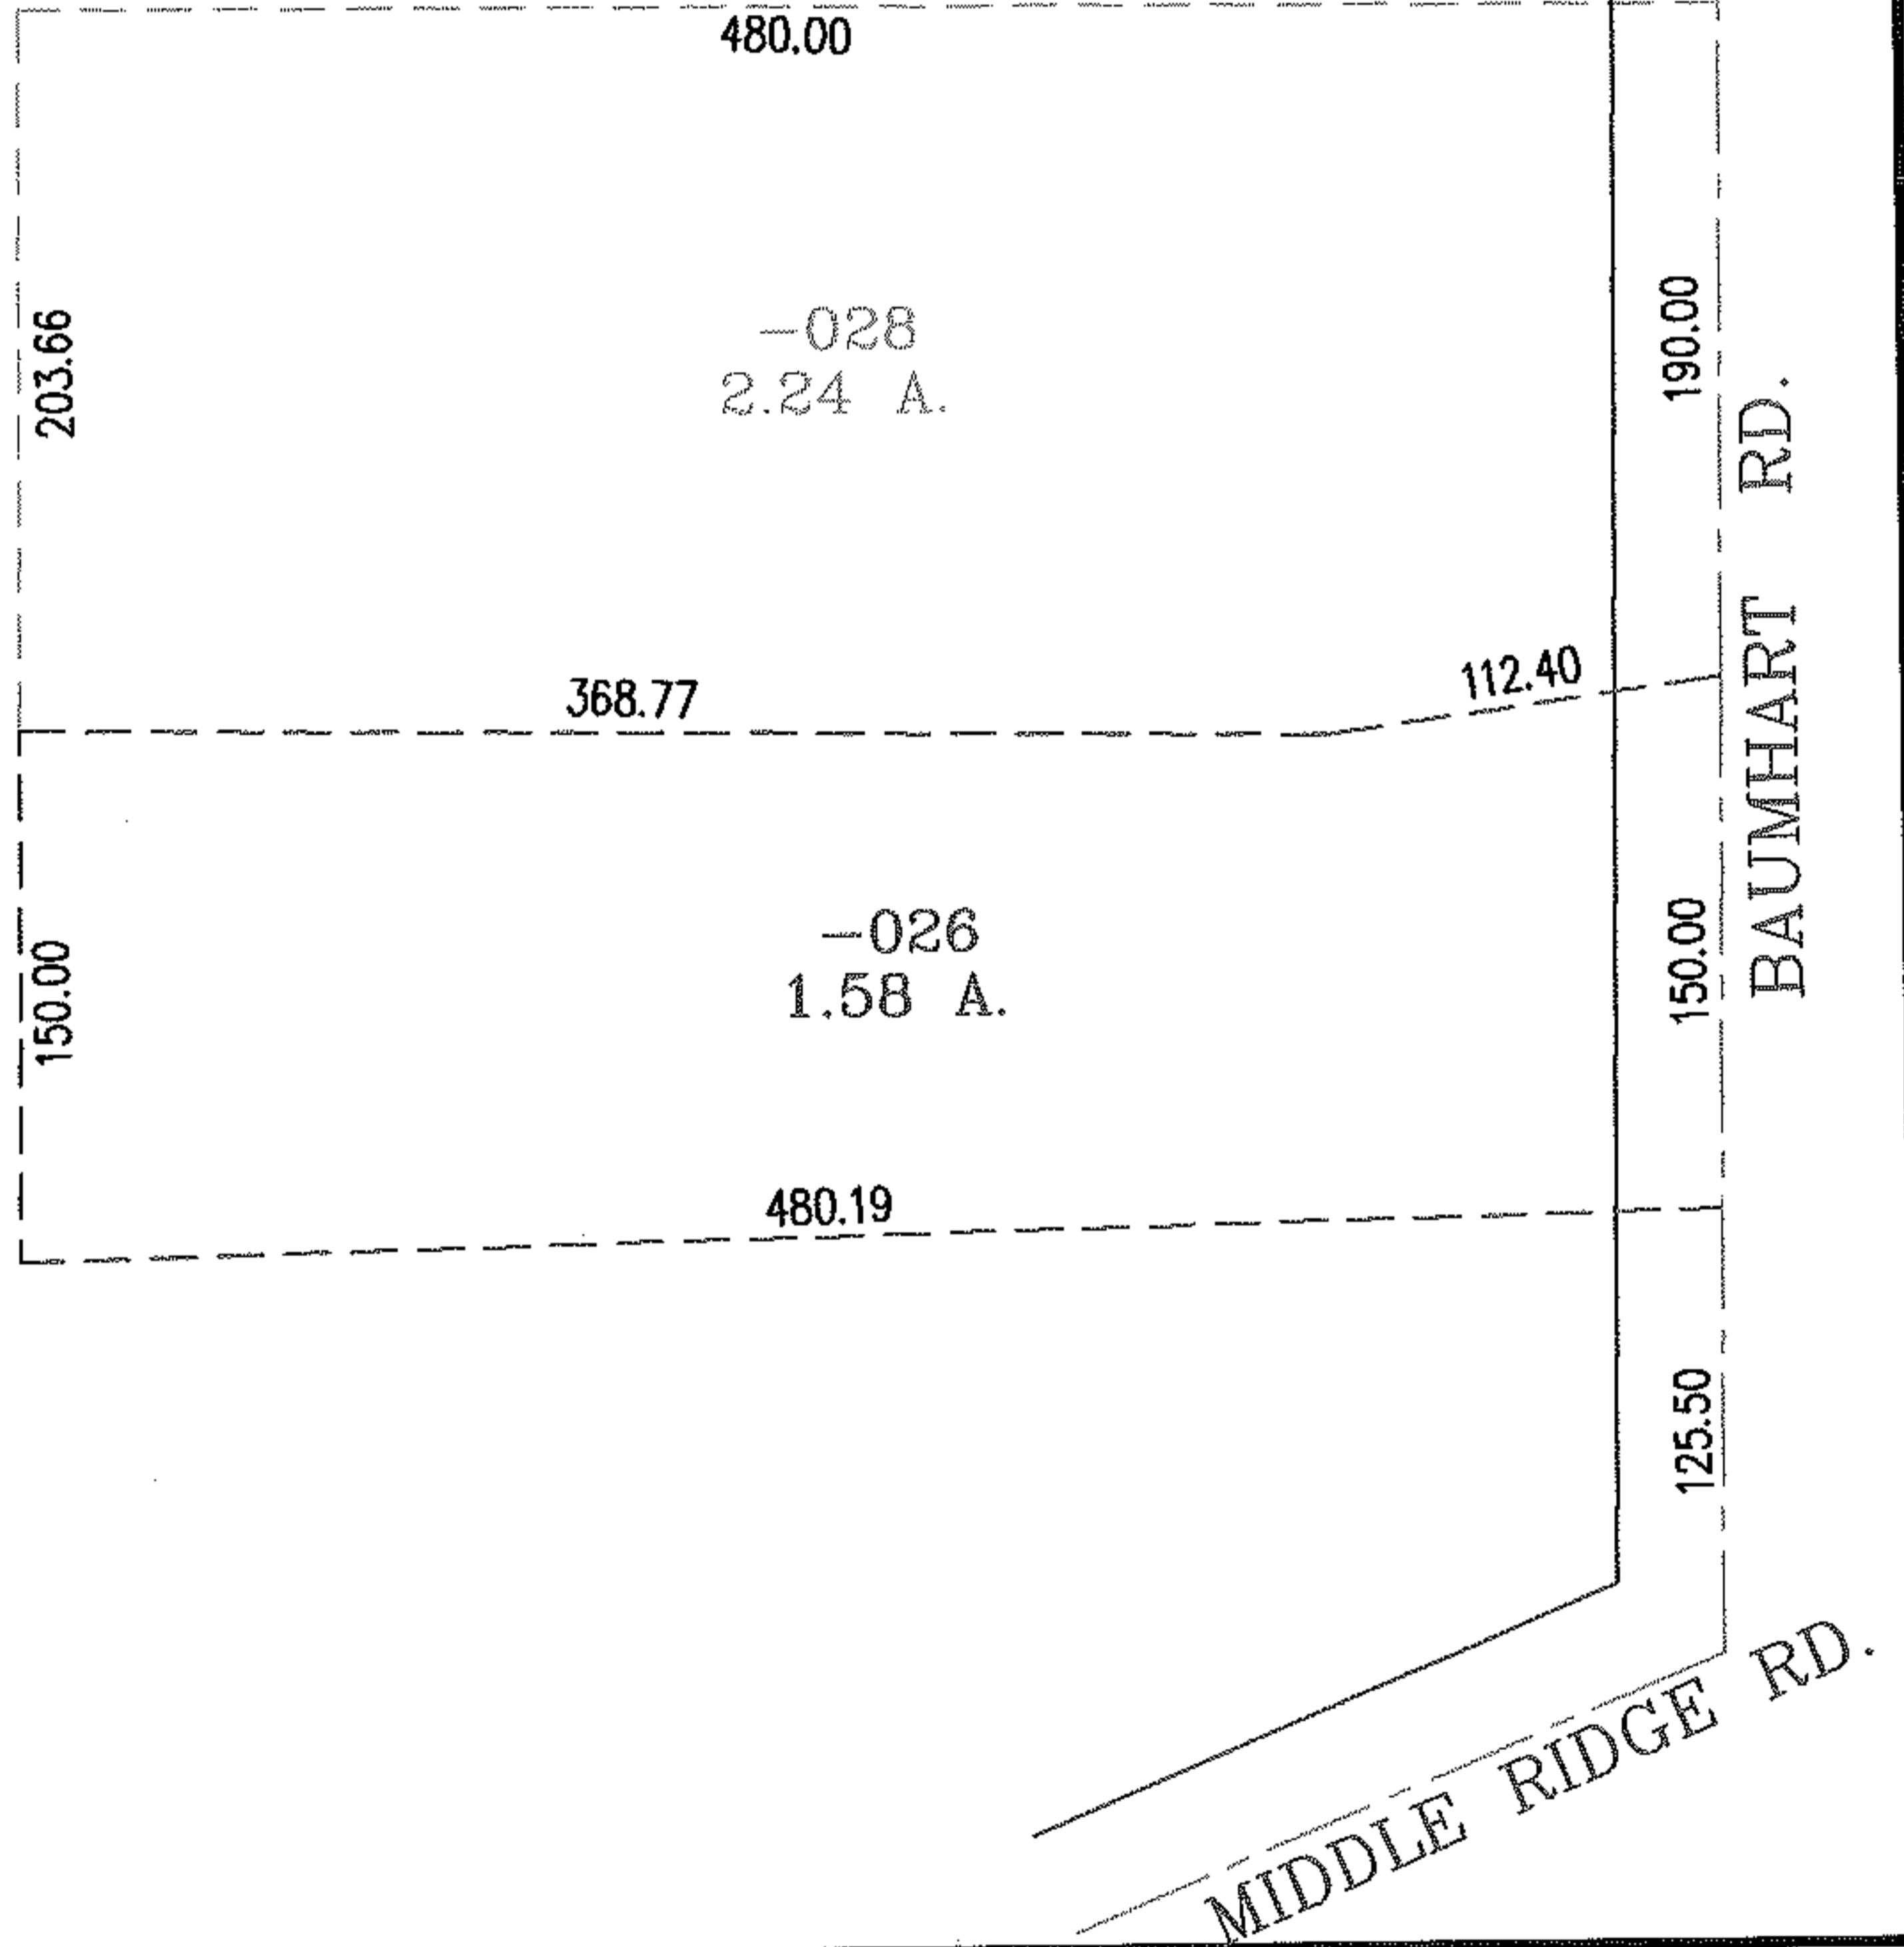 480.00
203.66
-028
2.24 A.
190.00
BAUMHART RD.
368.77
112.40
-026
1.58 A.
150.00
150.00
480.19
125.50
MIDDLE RIDGE RD.